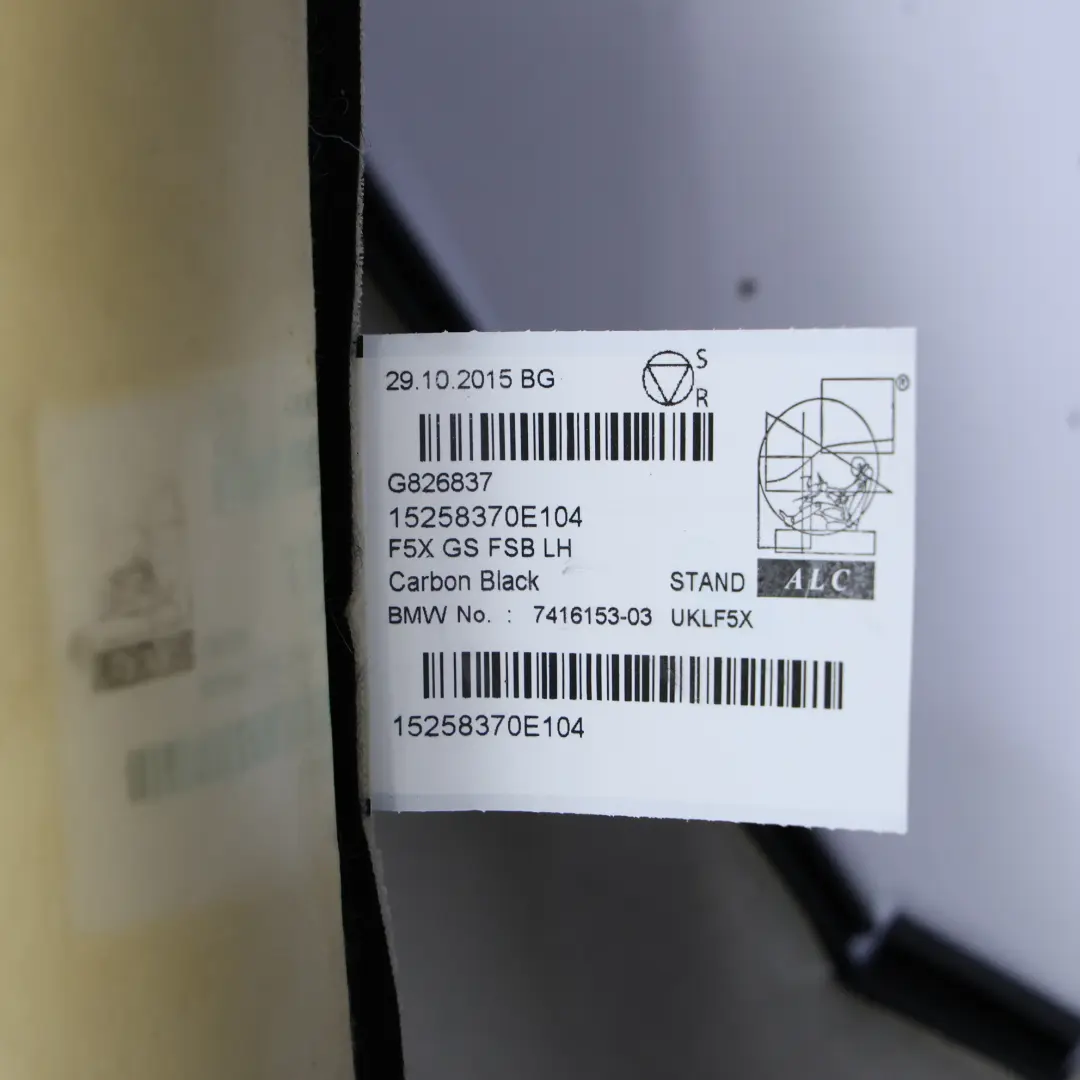 29.10.2015 BG
S
R
®
G826837
15258370E104
F5X GS FSB LH
Carbon Black STAND
ALC
BMW No. : 7416153-03 UKLF5X
15258370E104